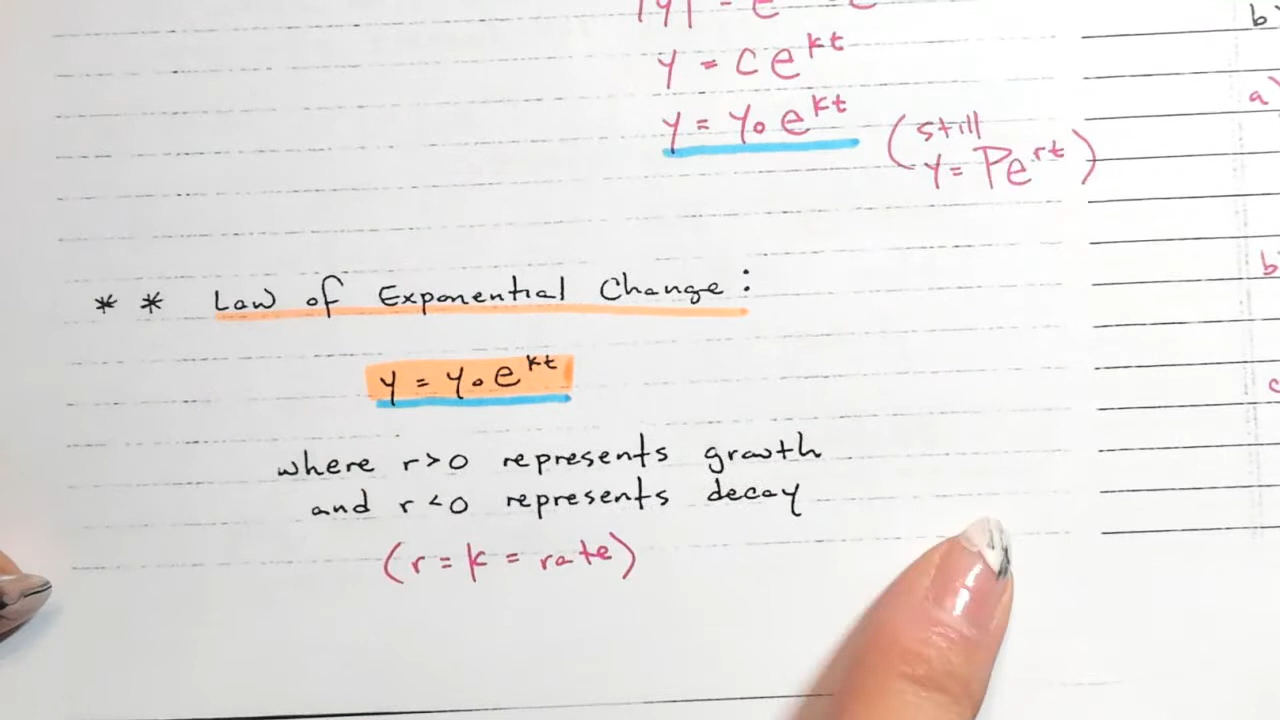 y = Ce^kt
y = y₀e^kt
(still
y = Pe^rt)
* * Law of Exponential Change:
y = y₀e^kt
where r>0 represents growth
and r<0 represents decay
(r = k = rate)
b)
a)
b
c